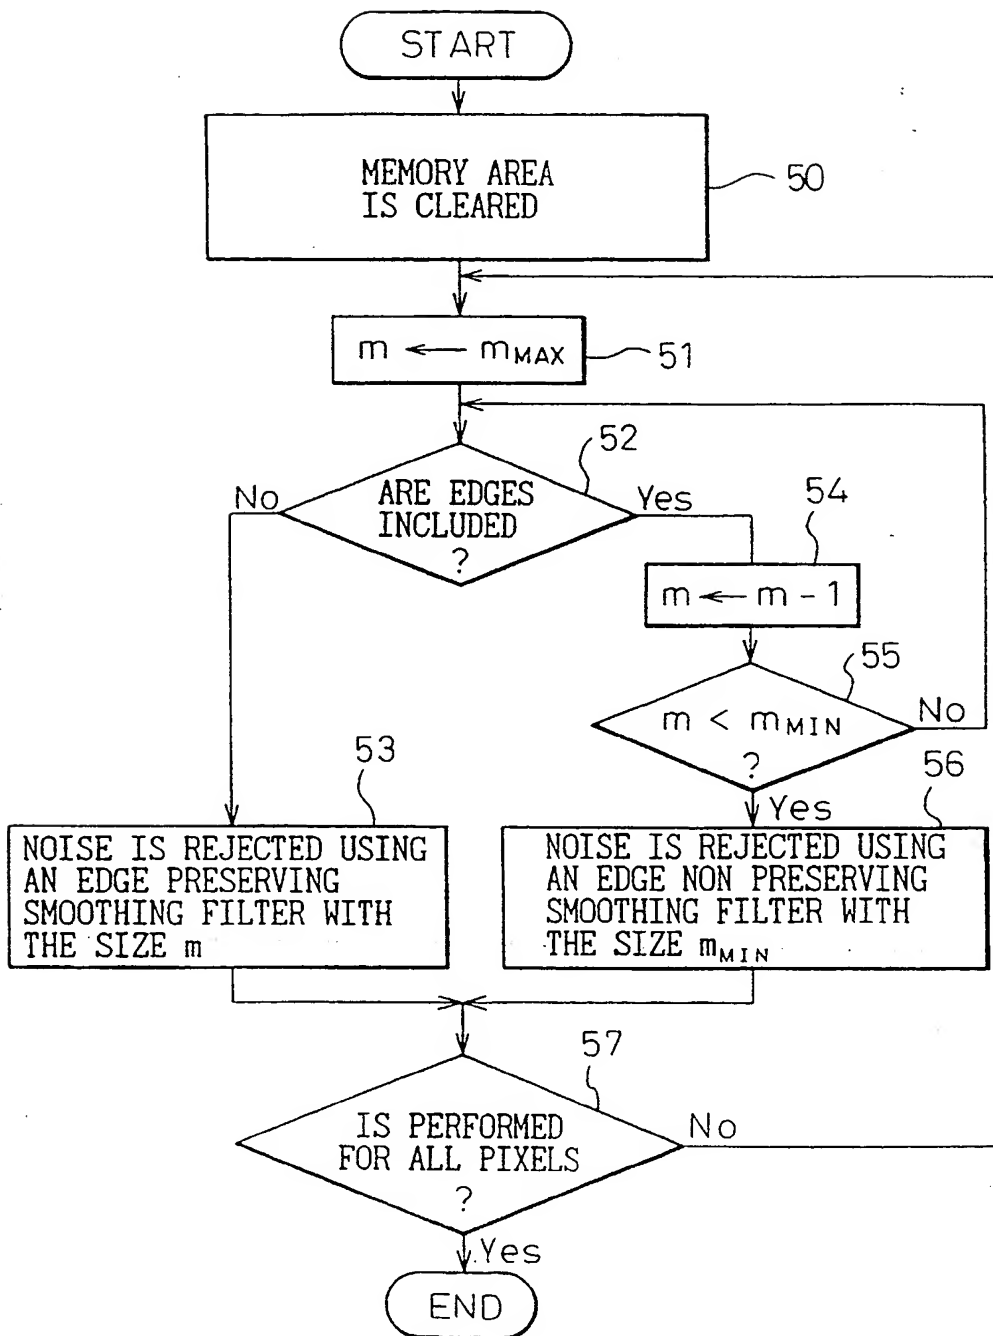 START
MEMORY AREA
IS CLEARED
50
m ← mMAX
51
52
No
ARE EDGES
INCLUDED
?
Yes
54
m ← m - 1
55
m < mMIN
?
No
Yes
53
NOISE IS REJECTED USING
AN EDGE PRESERVING
SMOOTHING FILTER WITH
THE SIZE m
56
NOISE IS REJECTED USING
AN EDGE NON PRESERVING
SMOOTHING FILTER WITH
THE SIZE mMIN
57
IS PERFORMED
FOR ALL PIXELS
?
No
Yes
END